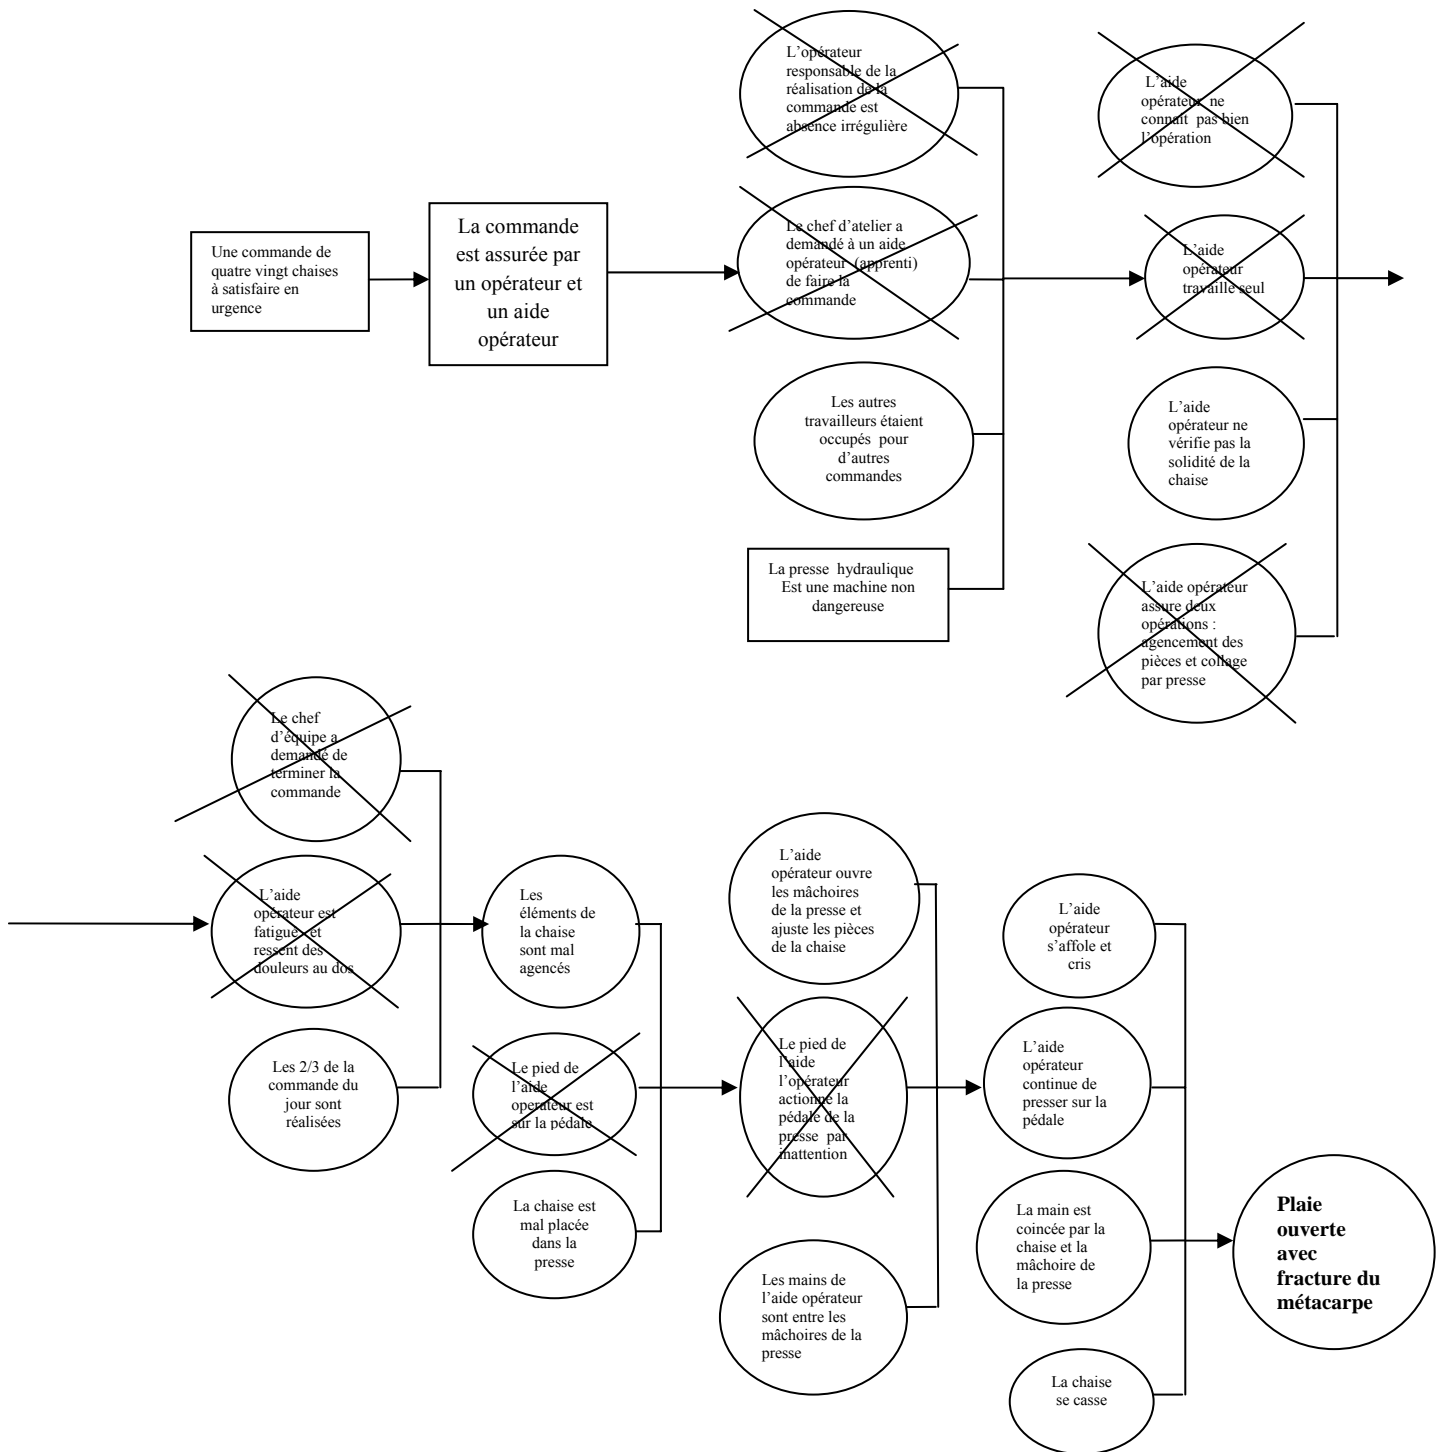 Une commande de
quatre vingt chaises
à satisfaire en
urgence
La commande
est assurée par
un opérateur et
un aide
opérateur
L’opérateur
responsable de la
réalisation de la
commande est
absence irrégulière
Le chef d’atelier a
demandé à un aide
opérateur (apprenti)
de faire la
commande
Les autres
travailleurs étaient
occupés pour
d’autres
commandes
La presse hydraulique
Est une machine non
dangereuse
L’aide
opérateur ne
connait pas bien
l’opération
L’aide
opérateur
travaille seul
L’aide
opérateur ne
vérifie pas la
solidité de la
chaise
L’aide opérateur
assure deux
opérations :
agencement des
pièces et collage
par presse
Le chef
d’équipe a
demandé de
terminer la
commande
L’aide
opérateur est
fatigue et
ressent des
douleurs au dos
Les 2/3 de la
commande du
jour sont
réalisées
Les
éléments de
la chaise
sont mal
agencés
Le pied de
l’aide
operateur est
sur la pédale
La chaise est
mal placée
dans la
presse
L’aide
opérateur ouvre
les mâchoires
de la presse et
ajuste les pièces
de la chaise
Le pied de
l’aide
l’opérateur
actionne la
pédale de la
presse par
inattention
Les mains de
l’aide opérateur
sont entre les
mâchoires de la
presse
L’aide
opérateur
s’affole et
cris
L’aide
opérateur
continue de
presser sur la
pédale
La main est
coincée par la
chaise et la
mâchoire de
la presse
La chaise
se casse
Plaie
ouverte
avec
fracture du
métacarpe